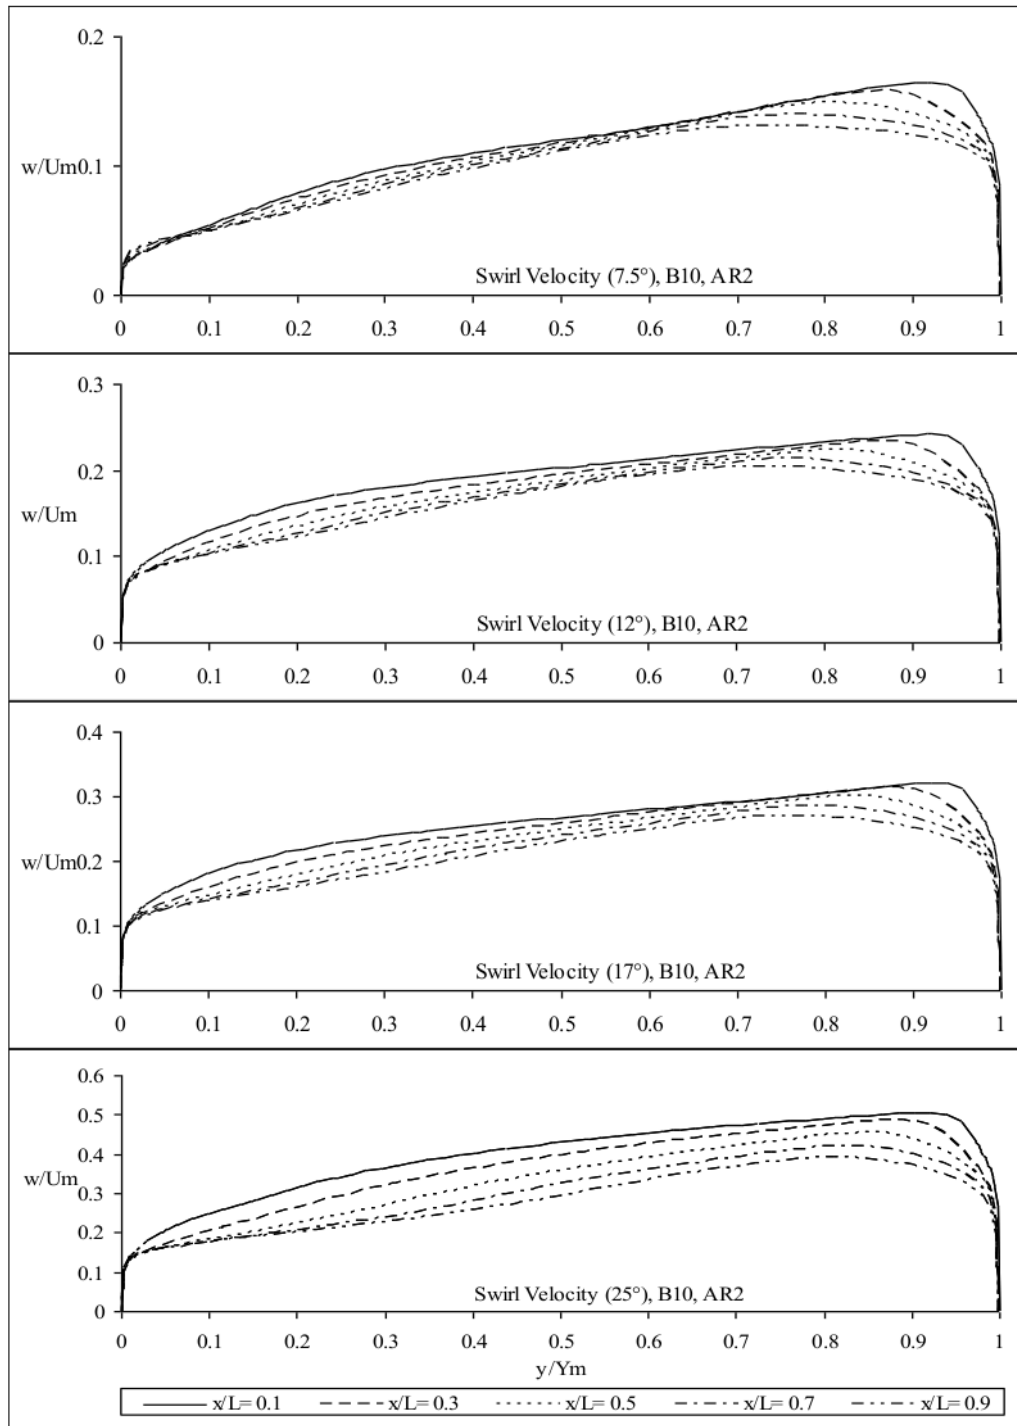 0.2
w/Um0.1
0
Swirl Velocity (7.5°), B10, AR2
0 0.1 0.2 0.3 0.4 0.5 0.6 0.7 0.8 0.9 1
0.3
0.2
w/Um
0.1
0
Swirl Velocity (12°), B10, AR2
0 0.1 0.2 0.3 0.4 0.5 0.6 0.7 0.8 0.9 1
0.4
0.3
w/Um0.2
0.1
0
Swirl Velocity (17°), B10, AR2
0 0.1 0.2 0.3 0.4 0.5 0.6 0.7 0.8 0.9 1
0.6
0.5
0.4
w/Um
0.3
0.2
0.1
0
Swirl Velocity (25°), B10, AR2
0 0.1 0.2 0.3 0.4 0.5 0.6 0.7 0.8 0.9 1
y/Ym
x/L= 0.1 x/L= 0.3 x/L= 0.5 x/L= 0.7 x/L= 0.9